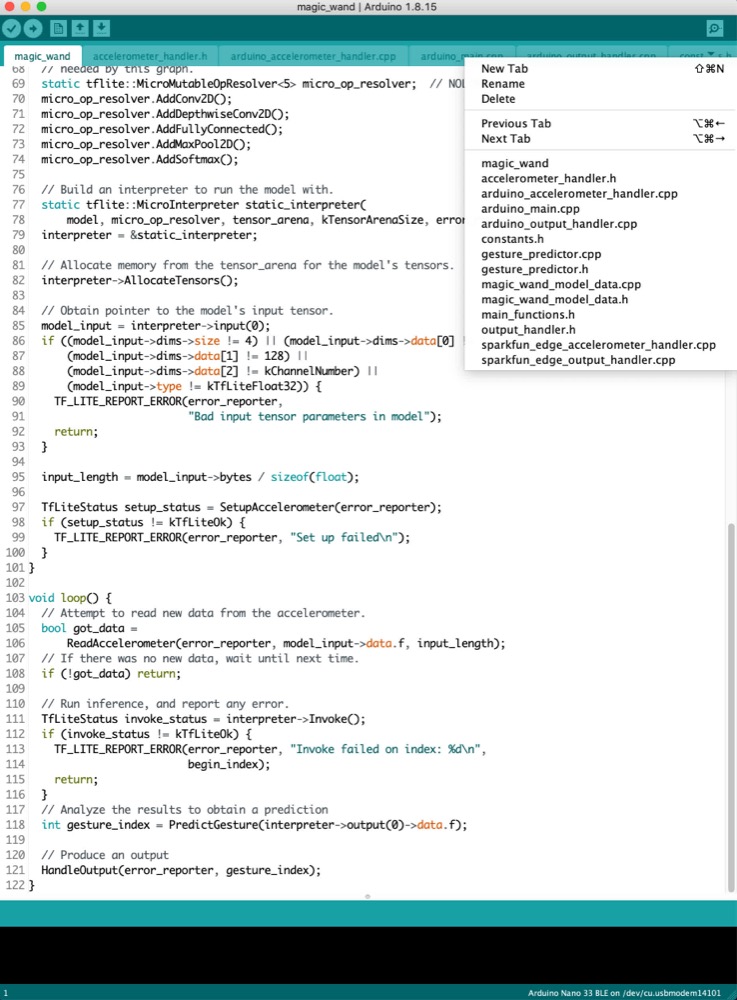 magic_wand | Arduino 1.8.15
magic_wand accelerometer_handler.h arduino_accelerometer_handler.cpp arduino_main.cpp arduino_output_handler.cpp
68 // needed by this graph.
69 static tflite::MicroMutableOpResolver<5> micro_op_resolver; //
70 micro_op_resolver.AddConv2D();
71 micro_op_resolver.AddDepthwiseConv2D();
72 micro_op_resolver.AddFullyConnected();
73 micro_op_resolver.AddMaxPool2D();
74 micro_op_resolver.AddSoftmax();
75
76 // Build an interpreter to run the model with.
77 static tflite::MicroInterpreter static_interpreter(
78 model, micro_op_resolver, tensor_arena, kTensorArenaSize, error
79 interpreter = &static_interpreter;
80
81 // Allocate memory from the tensor_arena for the model's tensors.
82 interpreter->AllocateTensors();
83
84 // Obtain pointer to the model's input tensor.
85 model_input = interpreter->input(0);
86 if ((model_input->dims->size != 4) || (model_input->dims->data[0]
87 (model_input->dims->data[1] != 128) ||
88 (model_input->dims->data[2] != kChannelNumber) ||
89 (model_input->type != kTfLiteFloat32)) {
90 TF_LITE_REPORT_ERROR(error_reporter,
91 "Bad input tensor parameters in model");
92 return;
93 }
94
95 input_length = model_input->bytes / sizeof(float);
96
97 TfLiteStatus setup_status = SetupAccelerometer(error_reporter);
98 if (setup_status != kTfLiteOk) {
99 TF_LITE_REPORT_ERROR(error_reporter, "Set up failed\n");
100 }
101 }
102
103 void loop() {
104 // Attempt to read new data from the accelerometer.
105 bool got_data =
106 ReadAccelerometer(error_reporter, model_input->data.f, input_length);
107 // If there was no new data, wait until next time.
108 if (!got_data) return;
109
110 // Run inference, and report any error.
111 TfLiteStatus invoke_status = interpreter->Invoke();
112 if (invoke_status != kTfLiteOk) {
113 TF_LITE_REPORT_ERROR(error_reporter, "Invoke failed on index: %d\n",
114 begin_index);
115 return;
116 }
117 // Analyze the results to obtain a prediction
118 int gesture_index = PredictGesture(interpreter->output(0)->data.f);
119
120 // Produce an output
121 HandleOutput(error_reporter, gesture_index);
122 }
New Tab ⇧⌘N
Rename
Delete
Previous Tab ⌥⌘←
Next Tab ⌥⌘→
magic_wand
accelerometer_handler.h
arduino_accelerometer_handler.cpp
arduino_main.cpp
arduino_output_handler.cpp
constants.h
gesture_predictor.cpp
gesture_predictor.h
magic_wand_model_data.cpp
magic_wand_model_data.h
main_functions.h
output_handler.h
sparkfun_edge_accelerometer_handler.cpp
sparkfun_edge_output_handler.cpp
1 Arduino Nano 33 BLE on /dev/cu.usbmodem14101